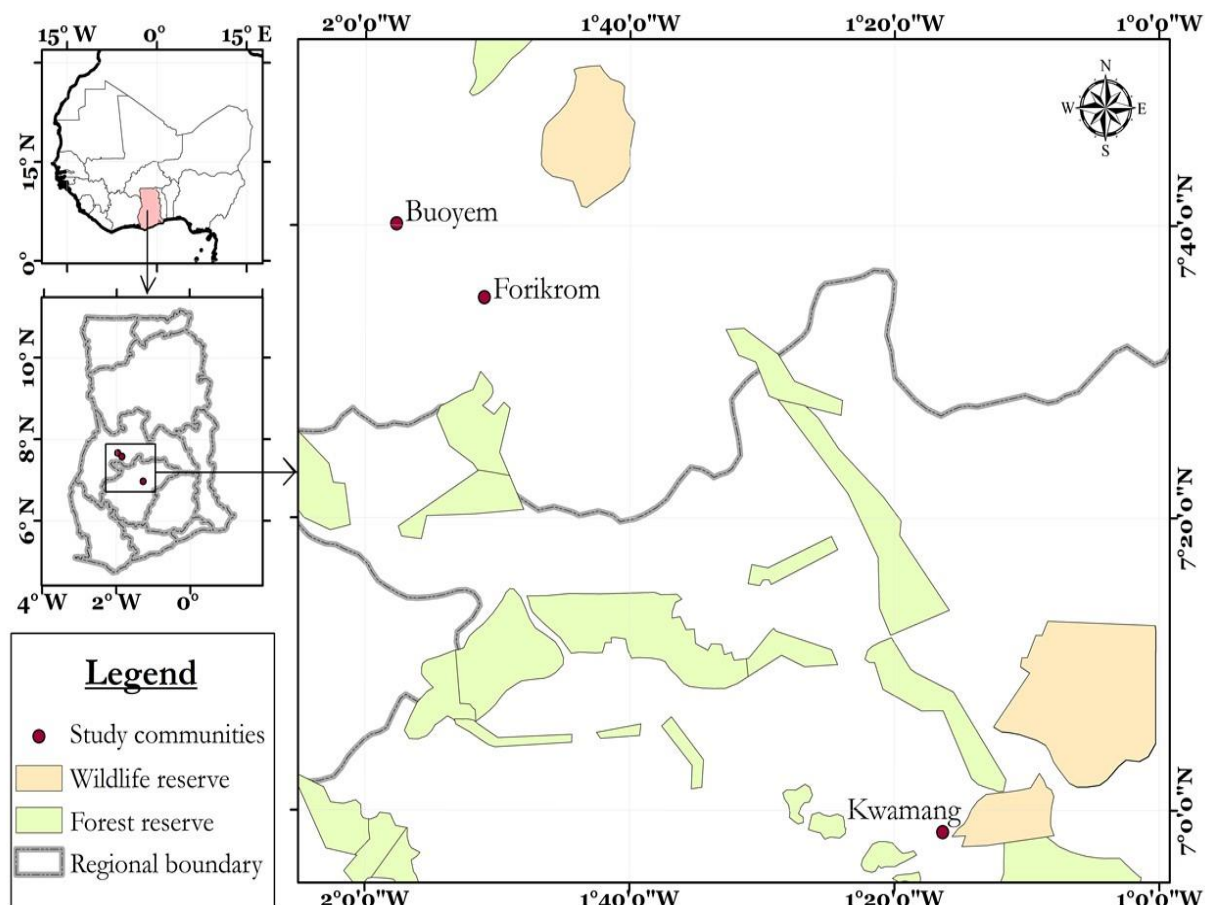 15° W 0° 15° E
15° N
0°
10° N
8° N
6° N
4° W 2° W 0°
Legend
Study communities
Wildlife reserve
Forest reserve
Regional boundary
2°0'0"W 1°40'0"W 1°20'0"W 1°0'0"W
N
W E
S
Buoyem
7°40'0"N
Forikrom
7°20'0"N
Kwamang
7°0'0"N
2°0'0"W 1°40'0"W 1°20'0"W 1°0'0"W